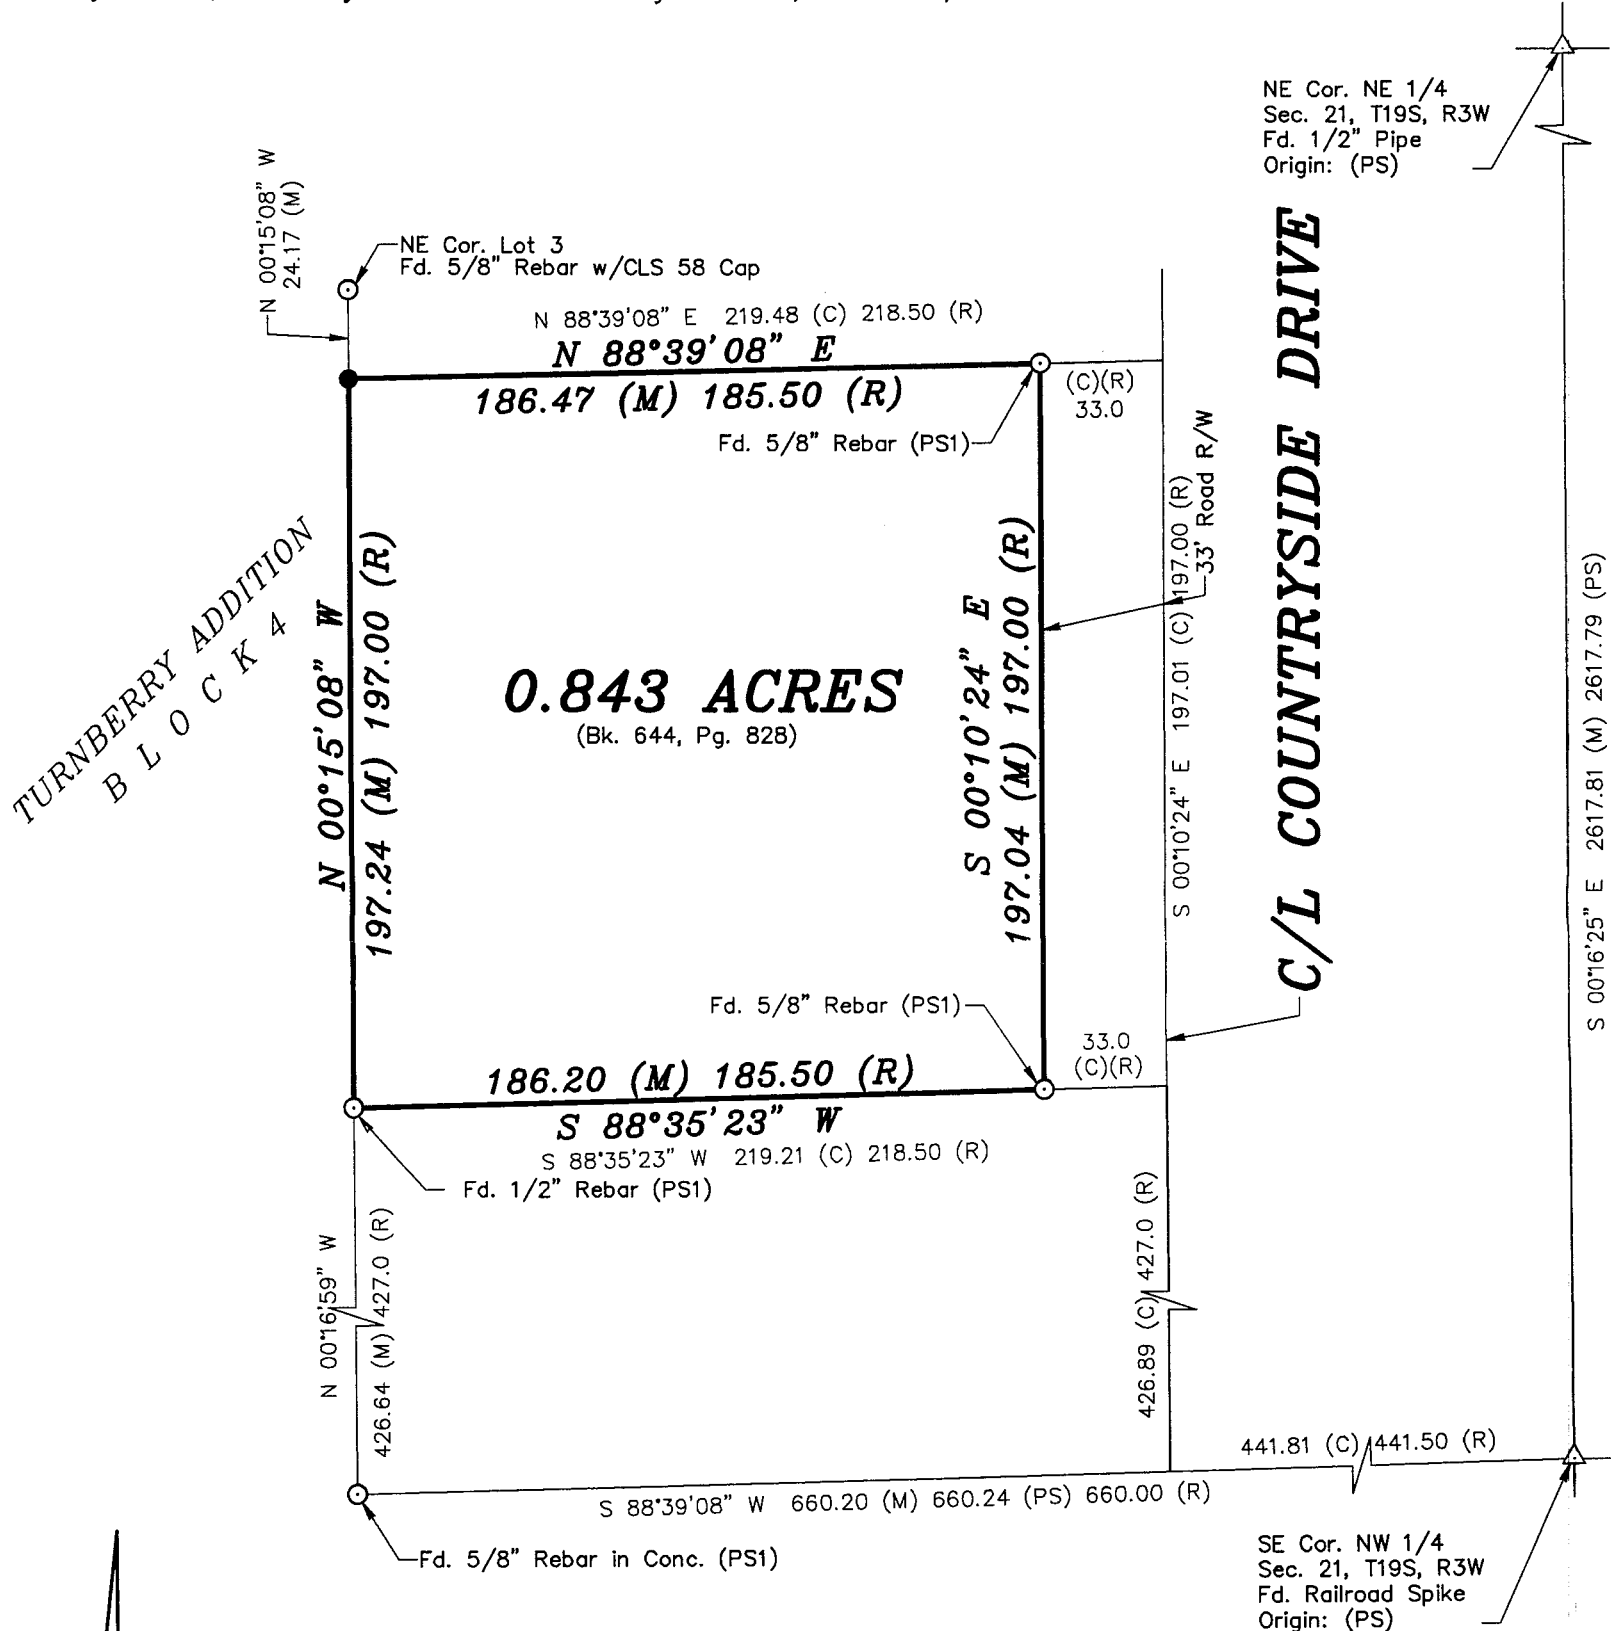 NE Cor. NE 1/4
Sec. 21, T19S, R3W
Fd. 1/2" Pipe
Origin: (PS)
N 00°15'08" W
24.17 (M)
NE Cor. Lot 3
Fd. 5/8" Rebar w/CLS 58 Cap
N 88°39'08" E 219.48 (C) 218.50 (R)
N 88°39'08" E
186.47 (M) 185.50 (R)
(C)(R)
33.0
Fd. 5/8" Rebar (PS1)
33' Road R/W
C/L COUNTRYSIDE DRIVE
TURNBERRY ADDITION
BLOCK 4
N 00°15'08" W
197.24 (M) 197.00 (R)
0.843 ACRES
(Bk. 644, Pg. 828)
S 00°10'24" E
197.04 (M) 197.00 (R)
S 00°10'24" E 197.01 (C) 197.00 (R)
S 00°16'25" E 2617.81 (M) 2617.79 (PS)
Fd. 5/8" Rebar (PS1)
33.0
(C)(R)
186.20 (M) 185.50 (R)
S 88°35'23" W
S 88°35'23" W 219.21 (C) 218.50 (R)
Fd. 1/2" Rebar (PS1)
N 00°16'59" W
426.64 (M) 427.0 (R)
426.89 (C) 427.0 (R)
441.81 (C) 441.50 (R)
S 88°39'08" W 660.20 (M) 660.24 (PS) 660.00 (R)
Fd. 5/8" Rebar in Conc. (PS1)
SE Cor. NW 1/4
Sec. 21, T19S, R3W
Fd. Railroad Spike
Origin: (PS)